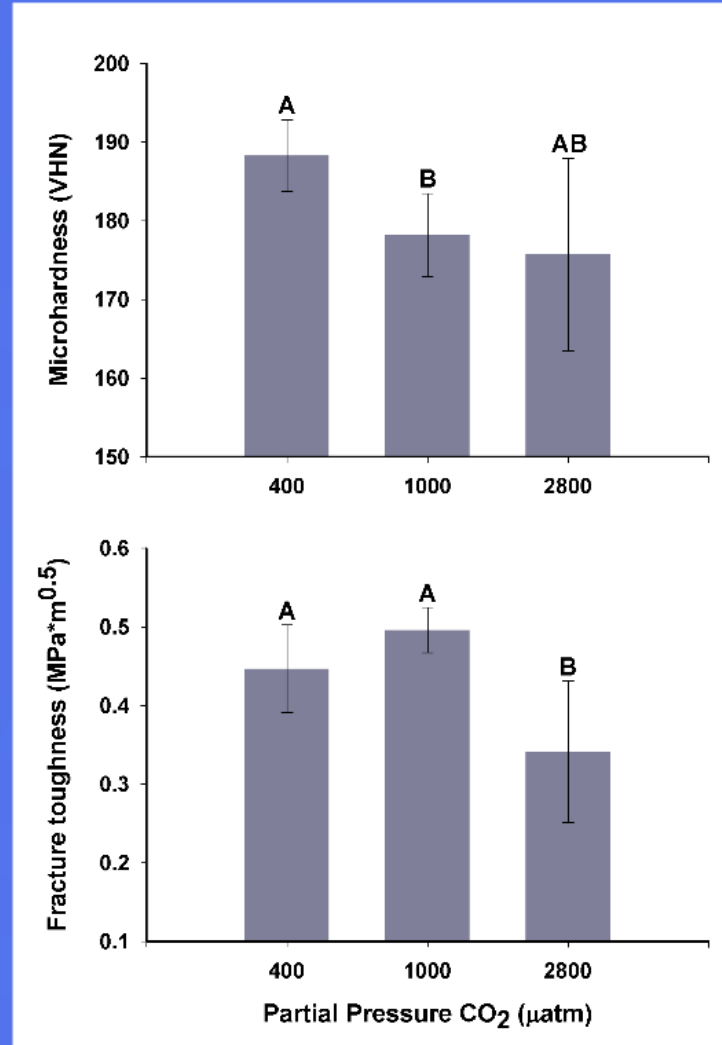 Microhardness (VHN)
200
190
180
170
160
150
A
B
AB
400 1000 2800
Fracture toughness (MPa*m0.5)
0.6
0.5
0.4
0.3
0.2
0.1
A
A
B
400 1000 2800
Partial Pressure CO2 (µatm)